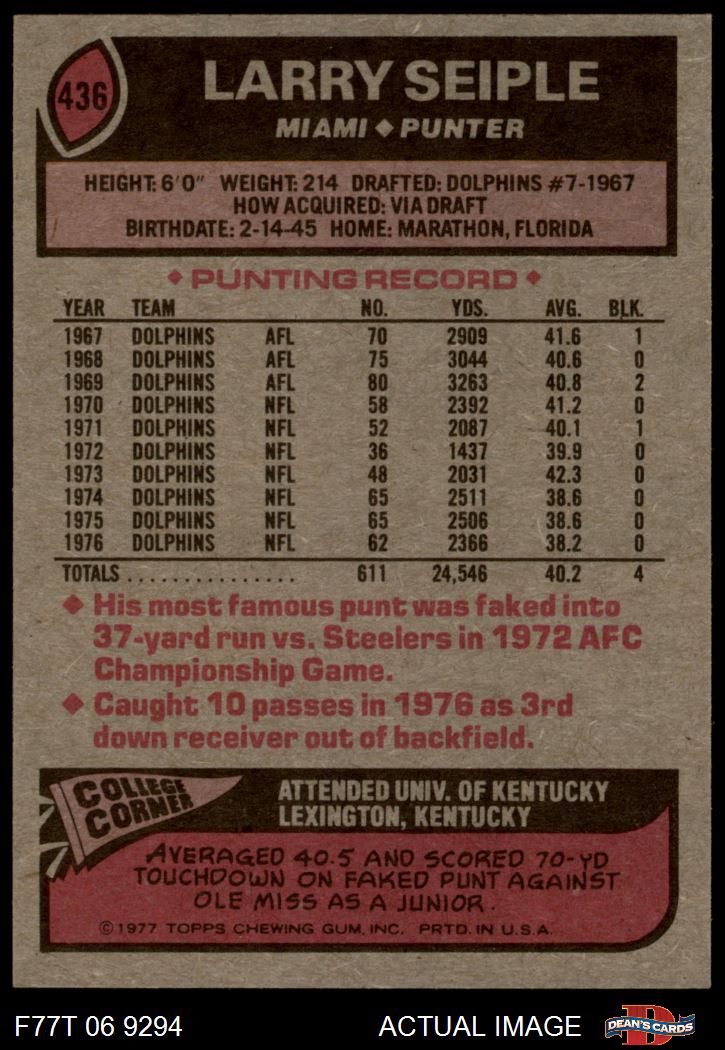 436
LARRY SEIPLE
MIAMI ◆ PUNTER
HEIGHT: 6'0" WEIGHT: 214 DRAFTED: DOLPHINS #7-1967
HOW ACQUIRED: VIA DRAFT
BIRTHDATE: 2-14-45 HOME: MARATHON, FLORIDA
◆ PUNTING RECORD ◆
YEAR TEAM NO. YDS. AVG. BLK.
1967 DOLPHINS AFL 70 2909 41.6 1
1968 DOLPHINS AFL 75 3044 40.6 0
1969 DOLPHINS AFL 80 3263 40.8 2
1970 DOLPHINS NFL 58 2392 41.2 0
1971 DOLPHINS NFL 52 2087 40.1 1
1972 DOLPHINS NFL 36 1437 39.9 0
1973 DOLPHINS NFL 48 2031 42.3 0
1974 DOLPHINS NFL 65 2511 38.6 0
1975 DOLPHINS NFL 65 2506 38.6 0
1976 DOLPHINS NFL 62 2366 38.2 0
TOTALS ............... 611 24,546 40.2 4
◆ His most famous punt was faked into
37-yard run vs. Steelers in 1972 AFC
Championship Game.
◆ Caught 10 passes in 1976 as 3rd
down receiver out of backfield.
COLLEGE
CORNER
ATTENDED UNIV. OF KENTUCKY
LEXINGTON, KENTUCKY
AVERAGED 40.5 AND SCORED 70-YD
TOUCHDOWN ON FAKED PUNT AGAINST
OLE MISS AS A JUNIOR.
©1977 TOPPS CHEWING GUM, INC. PRTD. IN U.S.A.
F77T 06 9294 ACTUAL IMAGE
D
DEAN'S CARDS